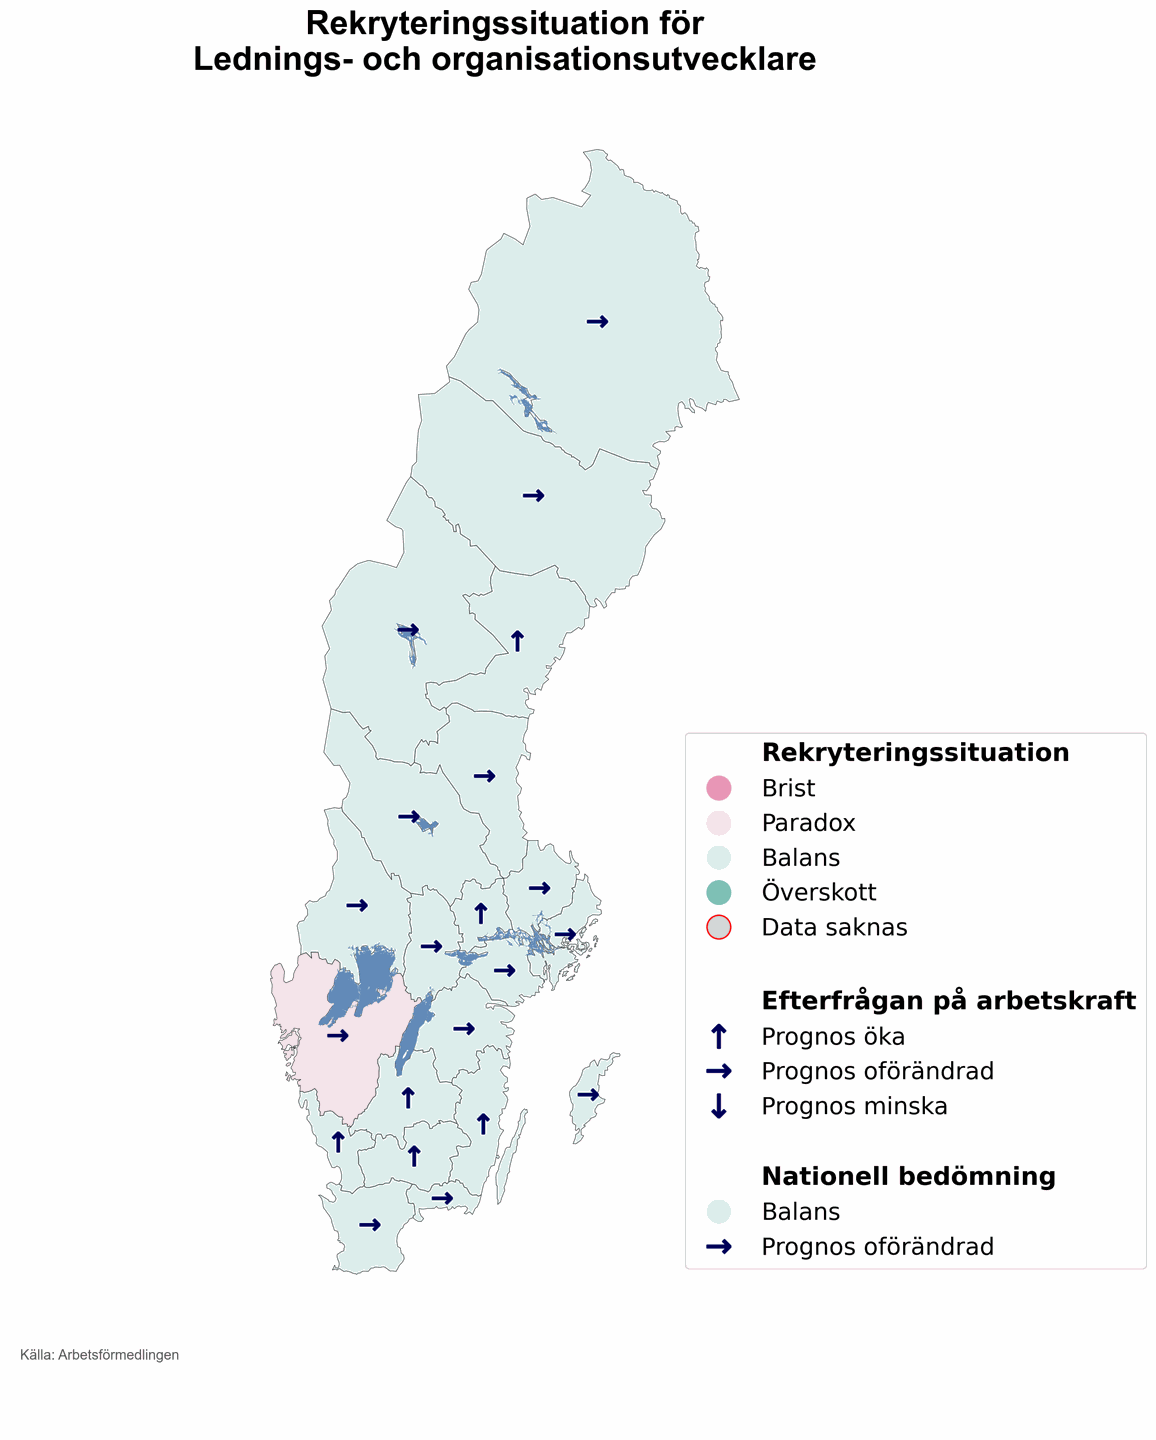 Rekryteringssituation för
Lednings- och organisationsutvecklare
Rekryteringssituation
Brist
Paradox
Balans
Överskott
Data saknas
Efterfrågan på arbetskraft
Prognos öka
Prognos oförändrad
Prognos minska
Nationell bedömning
Balans
Prognos oförändrad
Källa: Arbetsförmedlingen